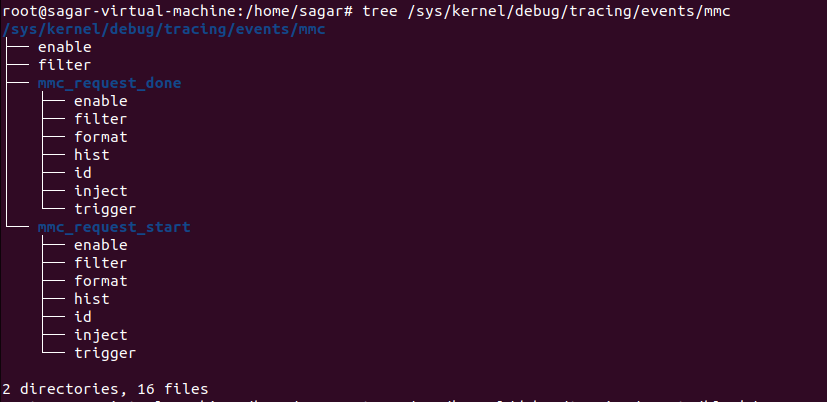 root@sagar-virtual-machine:/home/sagar# tree /sys/kernel/debug/tracing/events/mmc
/sys/kernel/debug/tracing/events/mmc
├── enable
├── filter
├── mmc_request_done
│   ├── enable
│   ├── filter
│   ├── format
│   ├── hist
│   ├── id
│   ├── inject
│   └── trigger
└── mmc_request_start
    ├── enable
    ├── filter
    ├── format
    ├── hist
    ├── id
    ├── inject
    └── trigger
2 directories, 16 files